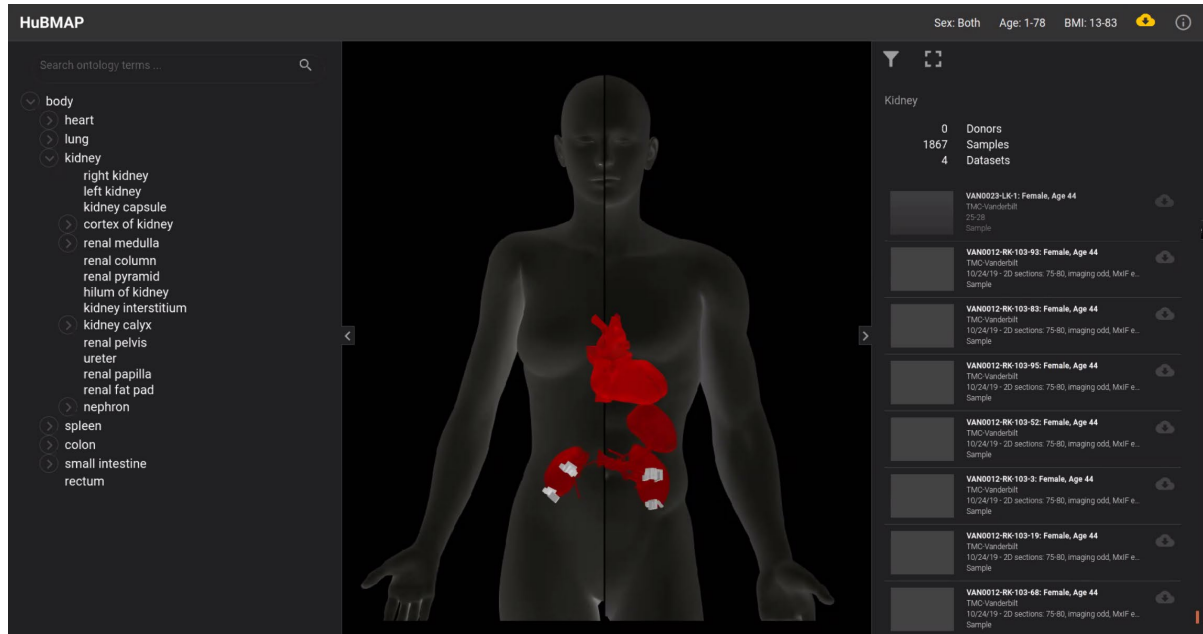 HuBMAP
Sex: Both Age: 1-78 BMI: 13-83
Search ontology terms ...
body
heart
lung
kidney
right kidney
left kidney
kidney capsule
cortex of kidney
renal medulla
renal column
renal pyramid
hilum of kidney
kidney interstitium
kidney calyx
renal pelvis
ureter
renal papilla
renal fat pad
nephron
spleen
colon
small intestine
rectum
Kidney
0 Donors
1867 Samples
4 Datasets
VAN0023-LK-1: Female, Age 44
TMC-Vanderbilt
25-28
Sample
VAN0012-RK-103-93: Female, Age 44
TMC-Vanderbilt
10/24/19 - 2D sections: 75-80, imaging odd, MxIF e...
Sample
VAN0012-RK-103-83: Female, Age 44
TMC-Vanderbilt
10/24/19 - 2D sections: 75-80, imaging odd, MxIF e...
Sample
VAN0012-RK-103-95: Female, Age 44
TMC-Vanderbilt
10/24/19 - 2D sections: 75-80, imaging odd, MxIF e...
Sample
VAN0012-RK-103-52: Female, Age 44
TMC-Vanderbilt
10/24/19 - 2D sections: 75-80, imaging odd, MxIF e...
Sample
VAN0012-RK-103-3: Female, Age 44
TMC-Vanderbilt
10/24/19 - 2D sections: 75-80, imaging odd, MxIF e...
Sample
VAN0012-RK-103-19: Female, Age 44
TMC-Vanderbilt
10/24/19 - 2D sections: 75-80, imaging odd, MxIF e...
Sample
VAN0012-RK-103-68: Female, Age 44
TMC-Vanderbilt
10/24/19 - 2D sections: 75-80, imaging odd, MxIF e...
Sample